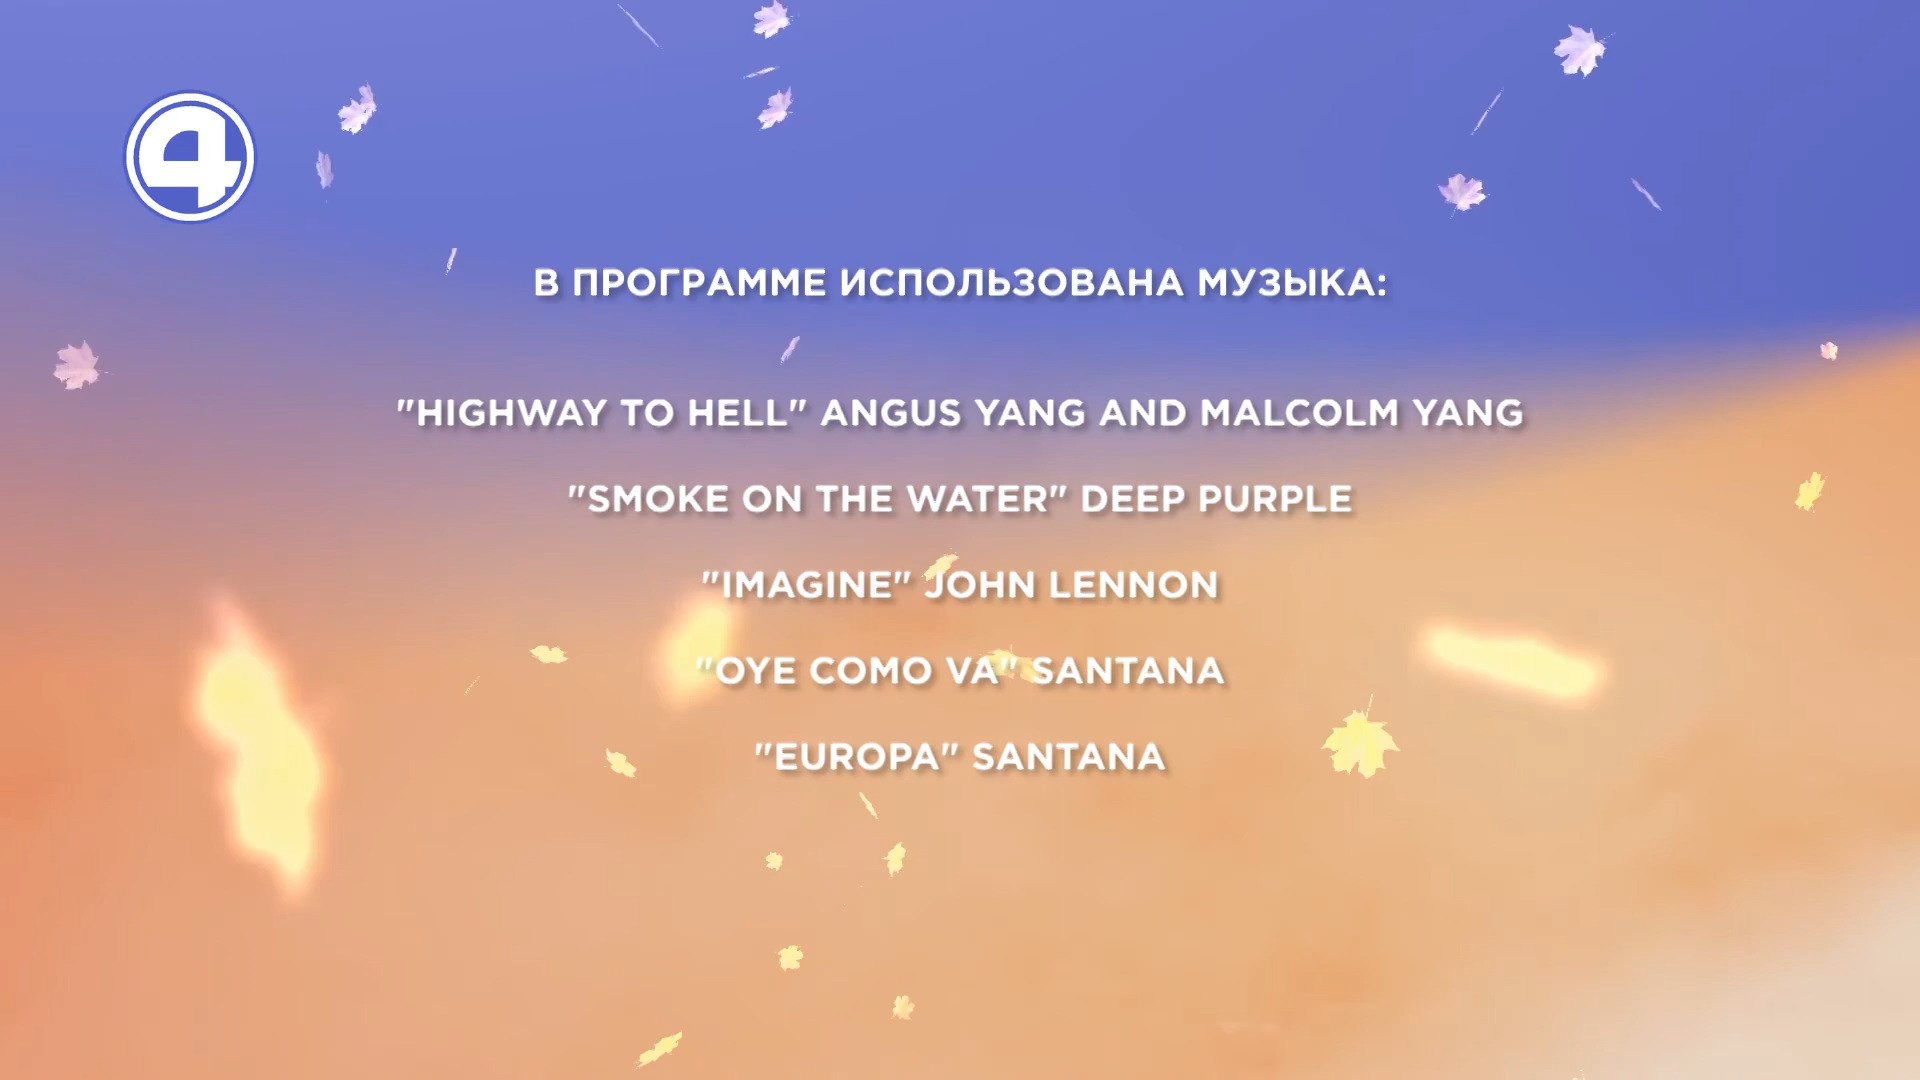 4
В ПРОГРАММЕ ИСПОЛЬЗОВАНА МУЗЫКА:
"HIGHWAY TO HELL" ANGUS YANG AND MALCOLM YANG
"SMOKE ON THE WATER" DEEP PURPLE
"IMAGINE" JOHN LENNON
"OYE COMO VA" SANTANA
"EUROPA" SANTANA